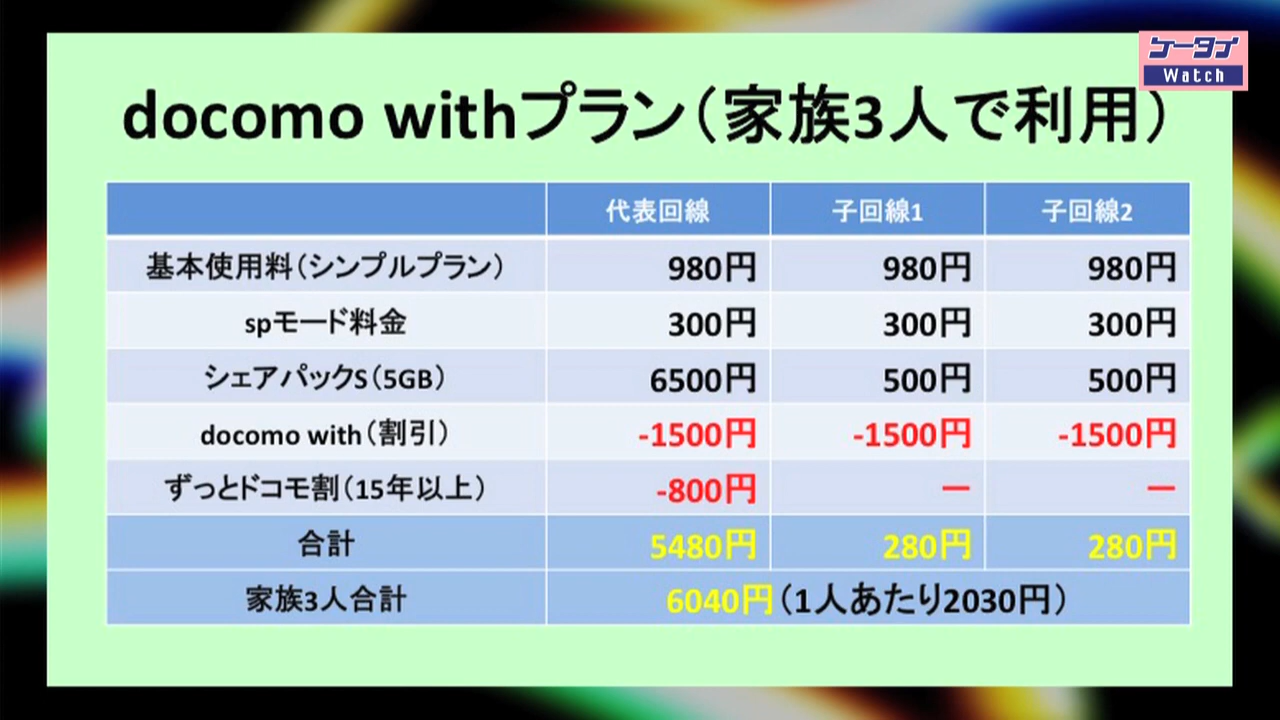 ケータイ
Watch
docomo withプラン（家族3人で利用）
代表回線 子回線1 子回線2
基本使用料（シンプルプラン） 980円 980円 980円
spモード料金 300円 300円 300円
シェアパックS（5GB） 6500円 500円 500円
docomo with（割引） -1500円 -1500円 -1500円
ずっとドコモ割（15年以上） -800円 ー ー
合計 5480円 280円 280円
家族3人合計 6040円（1人あたり2030円）